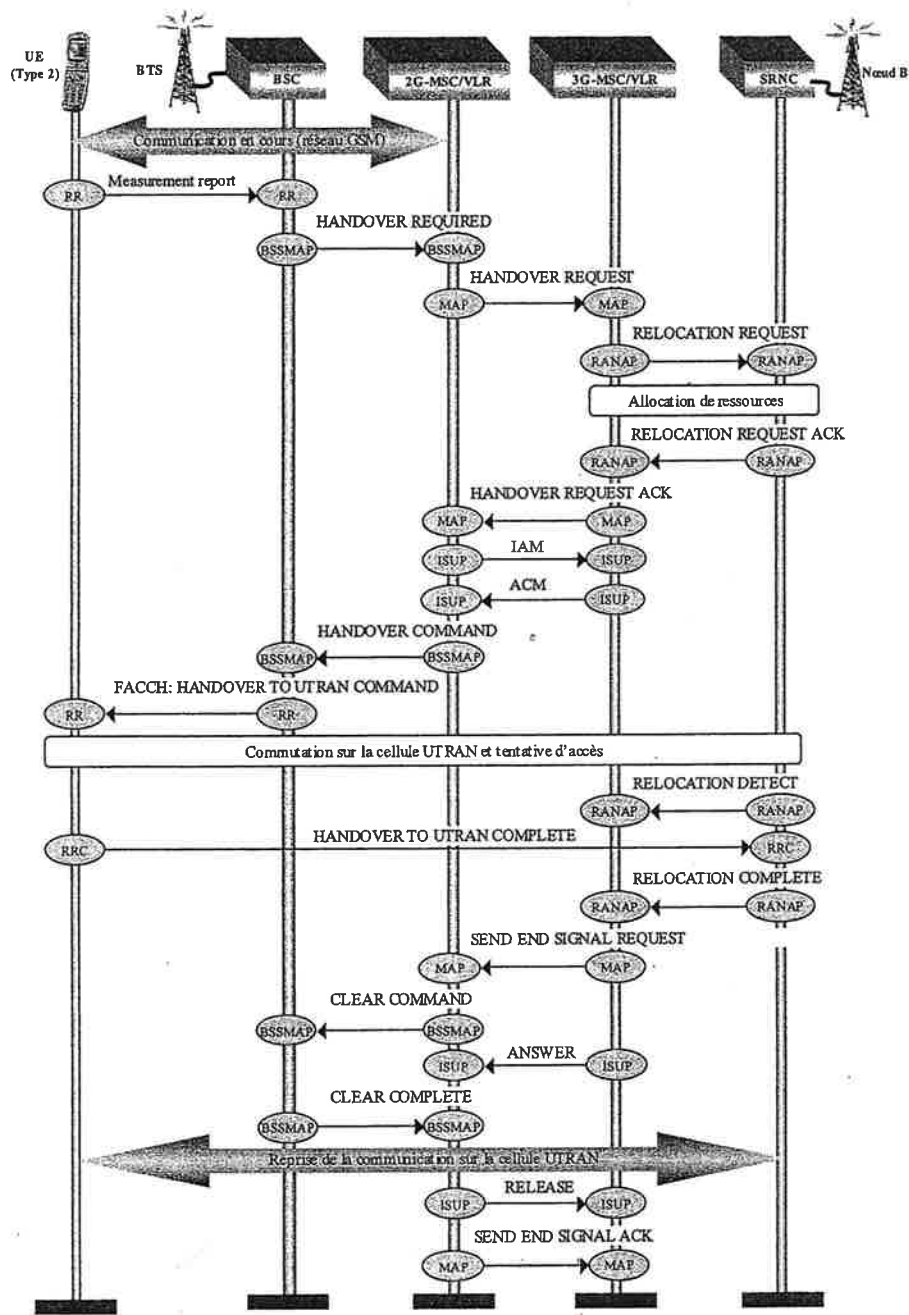 UE
(Type 2)
BTS
BSC
2G-MSC/VLR
3G-MSC/VLR
SRNC
Nœud B
Communication en cours (réseau GSM)
RR Measurement report RR
HANDOVER REQUIRED
BSSMAP BSSMAP
HANDOVER REQUEST
MAP MAP
RELOCATION REQUEST
RANAP RANAP
Allocation de ressources
RELOCATION REQUEST ACK
RANAP RANAP
HANDOVER REQUEST ACK
MAP MAP
ISUP IAM ISUP
ISUP ACM ISUP
HANDOVER COMMAND
BSSMAP BSSMAP
FACCH: HANDOVER TO UTRAN COMMAND
RR RR
Commutation sur la cellule UTRAN et tentative d'accès
RELOCATION DETECT
RANAP RANAP
RRC HANDOVER TO UTRAN COMPLETE RRC
RELOCATION COMPLETE
RANAP RANAP
SEND END SIGNAL REQUEST
MAP MAP
CLEAR COMMAND
BSSMAP BSSMAP
ISUP ANSWER ISUP
CLEAR COMPLETE
BSSMAP BSSMAP
Reprise de la communication sur la cellule UTRAN
ISUP RELEASE ISUP
SEND END SIGNAL ACK
MAP MAP